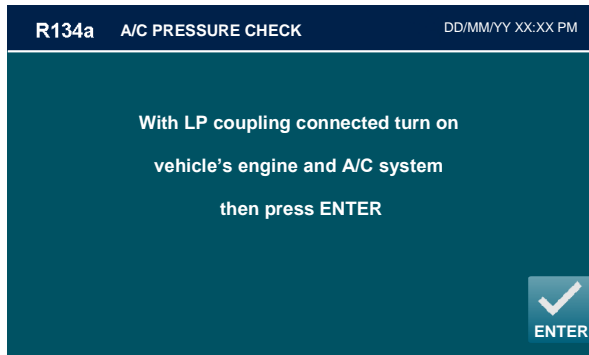 R134a A/C PRESSURE CHECK DD/MM/YY XX:XX PM
With LP coupling connected turn on
vehicle’s engine and A/C system
then press ENTER
ENTER